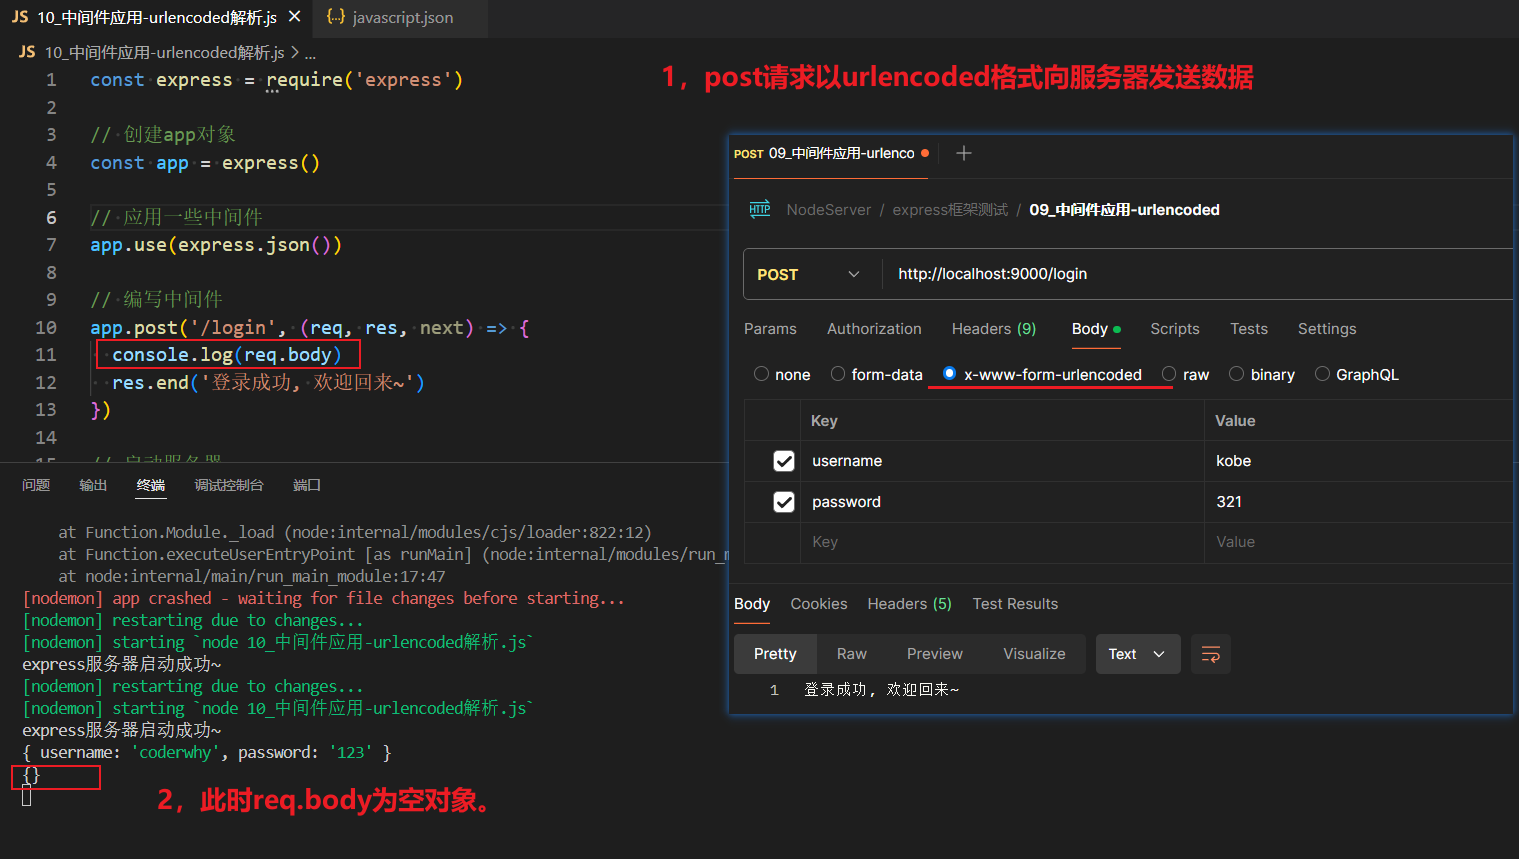 JS 10_中间件应用-urlencoded解析.js ×
{..} javascript.json
JS 10_中间件应用-urlencoded解析.js > ...
1 const express = require('express')
2
3 // 创建app对象
4 const app = express()
5
6 // 应用一些中间件
7 app.use(express.json())
8
9 // 编写中间件
10 app.post('/login', (req, res, next) => {
11 console.log(req.body)
12 res.end('登录成功, 欢迎回来~')
13 })
14
15 // 启动服务器
1，post请求以urlencoded格式向服务器发送数据
POST 09_中间件应用-urlenco
HTTP NodeServer / express框架测试 / 09_中间件应用-urlencoded
POST http://localhost:9000/login
Params Authorization Headers (9) Body Scripts Tests Settings
none form-data x-www-form-urlencoded raw binary GraphQL
Key Value
username kobe
password 321
Key Value
Body Cookies Headers (5) Test Results
Pretty Raw Preview Visualize Text
1 登录成功, 欢迎回来~
问题 输出 终端 调试控制台 端口
at Function.Module._load (node:internal/modules/cjs/loader:822:12)
at Function.executeUserEntryPoint [as runMain] (node:internal/modules/run_m
at node:internal/main/run_main_module:17:47
[nodemon] app crashed - waiting for file changes before starting...
[nodemon] restarting due to changes...
[nodemon] starting `node 10_中间件应用-urlencoded解析.js`
express服务器启动成功~
[nodemon] restarting due to changes...
[nodemon] starting `node 10_中间件应用-urlencoded解析.js`
express服务器启动成功~
{ username: 'coderwhy', password: '123' }
{}
2，此时req.body为空对象。